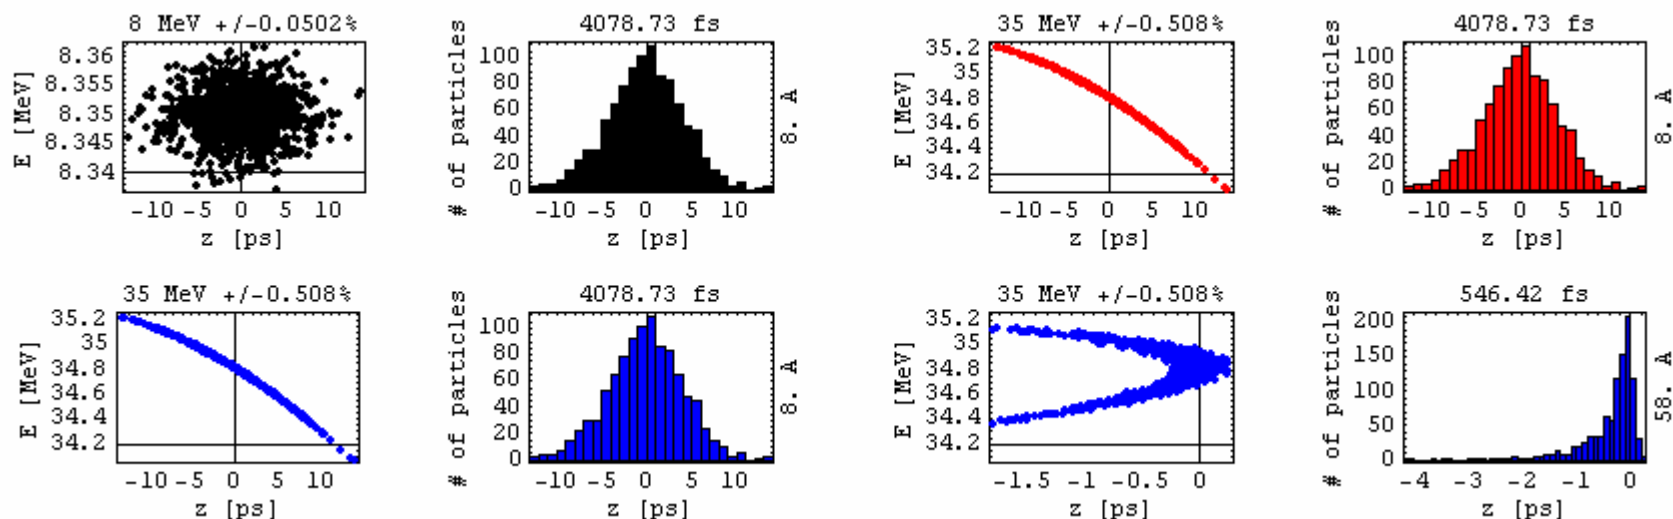 8 MeV +/-0.0502%
8.36
8.355
8.35
8.345
8.34
E [MeV]
-10 -5 0 5 10
z [ps]
4078.73 fs
100
80
60
40
20
0
# of particles
8. A
-10 -5 0 5 10
z [ps]
35 MeV +/-0.508%
35.2
35
34.8
34.6
34.4
34.2
E [MeV]
-10 -5 0 5 10
z [ps]
4078.73 fs
100
80
60
40
20
0
# of particles
8. A
-10 -5 0 5 10
z [ps]
35 MeV +/-0.508%
35.2
35
34.8
34.6
34.4
34.2
E [MeV]
-10 -5 0 5 10
z [ps]
4078.73 fs
100
80
60
40
20
0
# of particles
8. A
-10 -5 0 5 10
z [ps]
35 MeV +/-0.508%
35.2
35
34.8
34.6
34.4
34.2
E [MeV]
-1.5 -1 -0.5 0
z [ps]
546.42 fs
200
150
100
50
0
# of particles
58. A
-4 -3 -2 -1 0
z [ps]